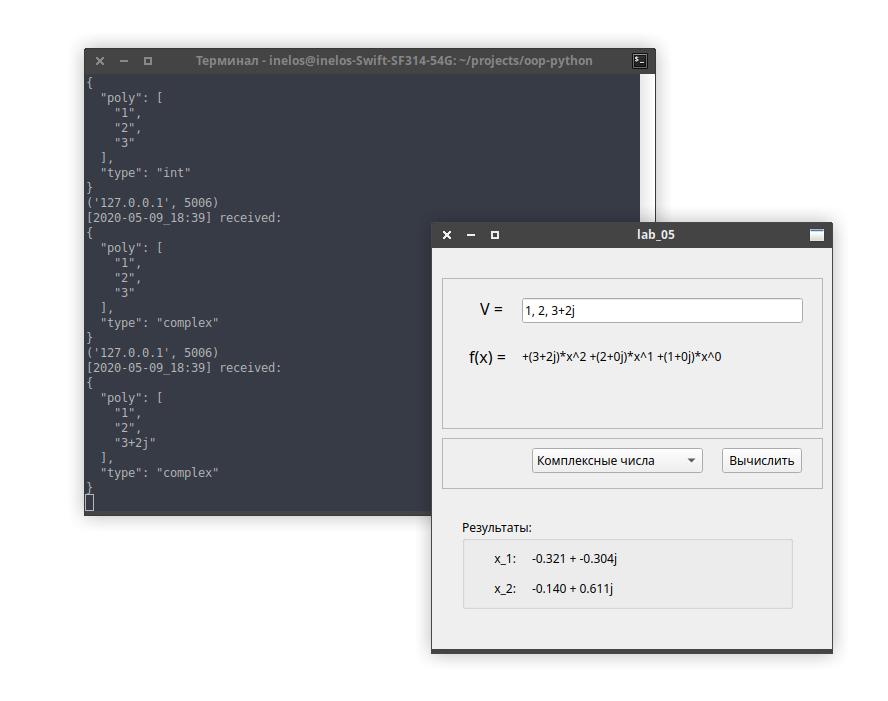 Терминал - inelos@inelos-Swift-SF314-54G: ~/projects/oop-python
{
"poly": [
"1",
"2",
"3"
],
"type": "int"
}
('127.0.0.1', 5006)
[2020-05-09_18:39] received:
{
"poly": [
"1",
"2",
"3"
],
"type": "complex"
}
('127.0.0.1', 5006)
[2020-05-09_18:39] received:
{
"poly": [
"1",
"2",
"3+2j"
],
"type": "complex"
}
lab_05
V = 1, 2, 3+2j
f(x) = +(3+2j)*x^2 +(2+0j)*x^1 +(1+0j)*x^0
Комплексные числа Вычислить
Результаты:
x_1: -0.321 + -0.304j
x_2: -0.140 + 0.611j